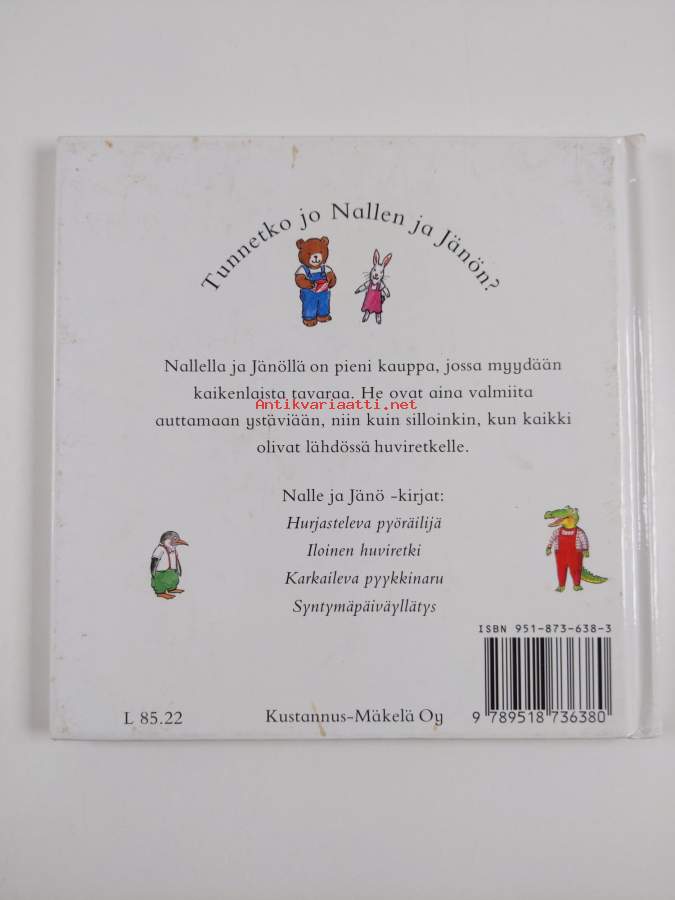 Tunnetko jo Nallen ja Jänön?
Nallella ja Jänöllä on pieni kauppa, jossa myydään
kaikenlaista tavaraa. He ovat aina valmiita
Antikvariaatti.net
auttamaan ystäviään, niin kuin silloinkin, kun kaikki
olivat lähdössä huviretkelle.
Nalle ja Jänö -kirjat:
Hurjasteleva pyöräilijä
Iloinen huviretki
Karkaileva pyykkinaru
Syntymäpäiväyllätys
ISBN 951-873-638-3
L 85.22
Kustannus-Mäkelä Oy
9 789518 736380